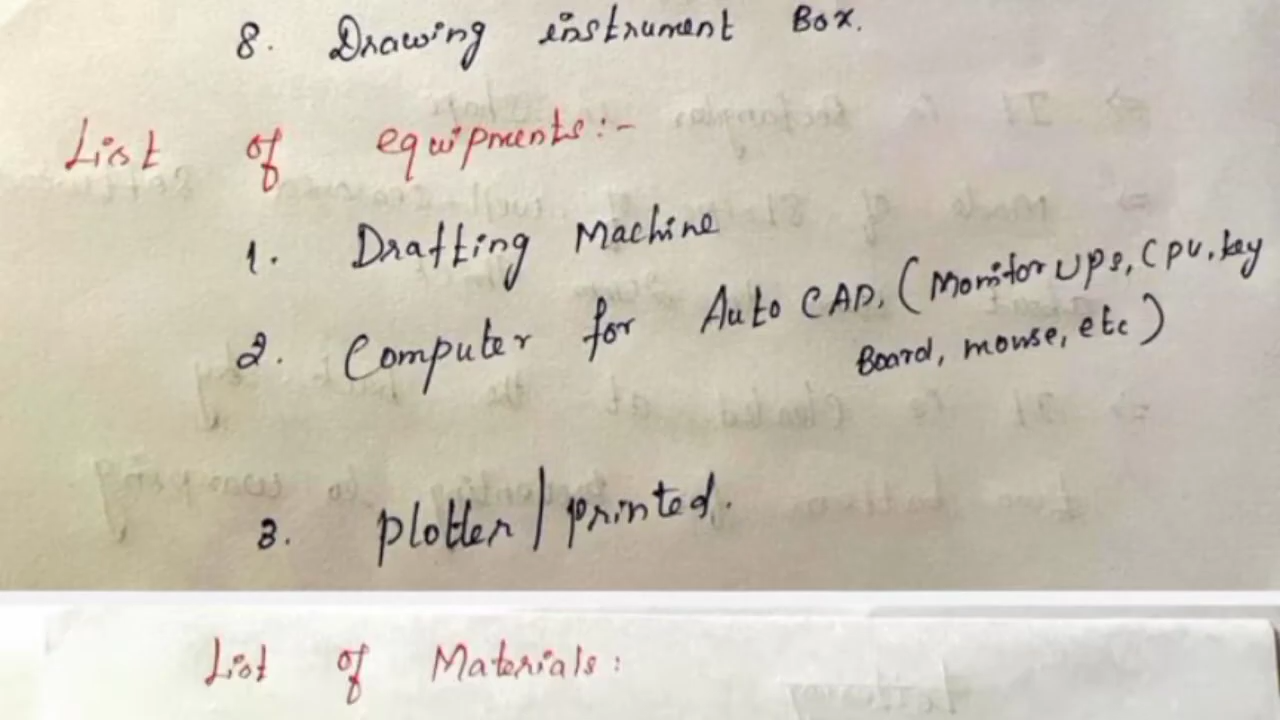 8. Drawing instrument Box.
List of equipments:-
1. Drafting Machine
2. Computer for Auto CAD. (Monitor UPS, CPU, key
Board, mouse, etc)
3. plotter/printed.
List of Materials: